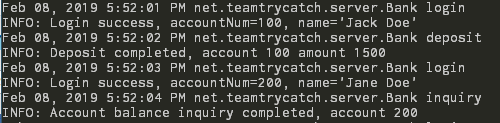 Feb 08, 2019 5:52:01 PM net.teamtrycatch.server.Bank login
INFO: Login success, accountNum=100, name='Jack Doe'
Feb 08, 2019 5:52:02 PM net.teamtrycatch.server.Bank deposit
INFO: Deposit completed, account 100 amount 1500
Feb 08, 2019 5:52:03 PM net.teamtrycatch.server.Bank login
INFO: Login success, accountNum=200, name='Jane Doe'
Feb 08, 2019 5:52:04 PM net.teamtrycatch.server.Bank inquiry
INFO: Account balance inquiry completed, account 200